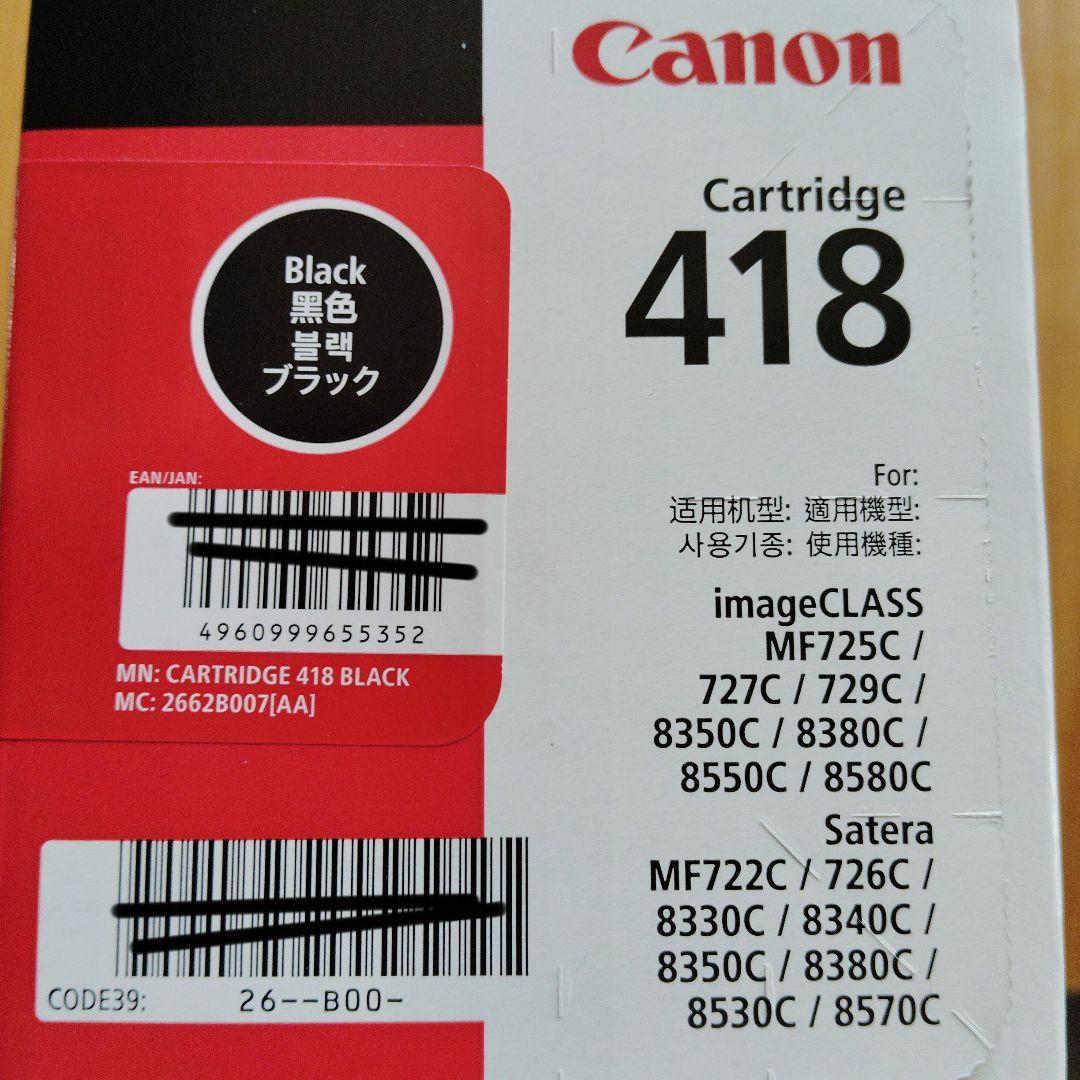 Canon
Cartridge
418
Black
黑色
블랙
ブラック
EAN/JAN:
4960999655352
MN: CARTRIDGE 418 BLACK
MC: 2662B007[AA]
For:
适用机型: 適用機型:
사용기종: 使用機種:
imageCLASS
MF725C /
727C / 729C /
8350C / 8380C /
8550C / 8580C
Satera
MF722C / 726C /
8330C / 8340C /
8350C / 8380C /
8530C / 8570C
CODE39: 26--B00-